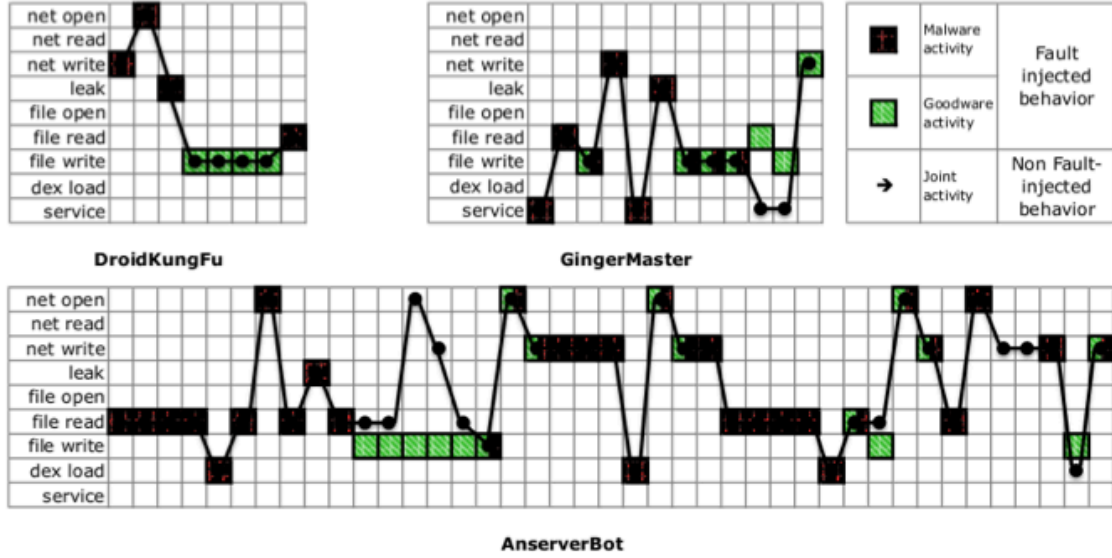 net open
net read
net write
leak
file open
file read
file write
dex load
service
DroidKungFu
net open
net read
net write
leak
file open
file read
file write
dex load
service
GingerMaster
Malware
activity
Goodware
activity
Fault
injected
behavior
Joint
activity
Non Fault-
injected
behavior
net open
net read
net write
leak
file open
file read
file write
dex load
service
AnserverBot